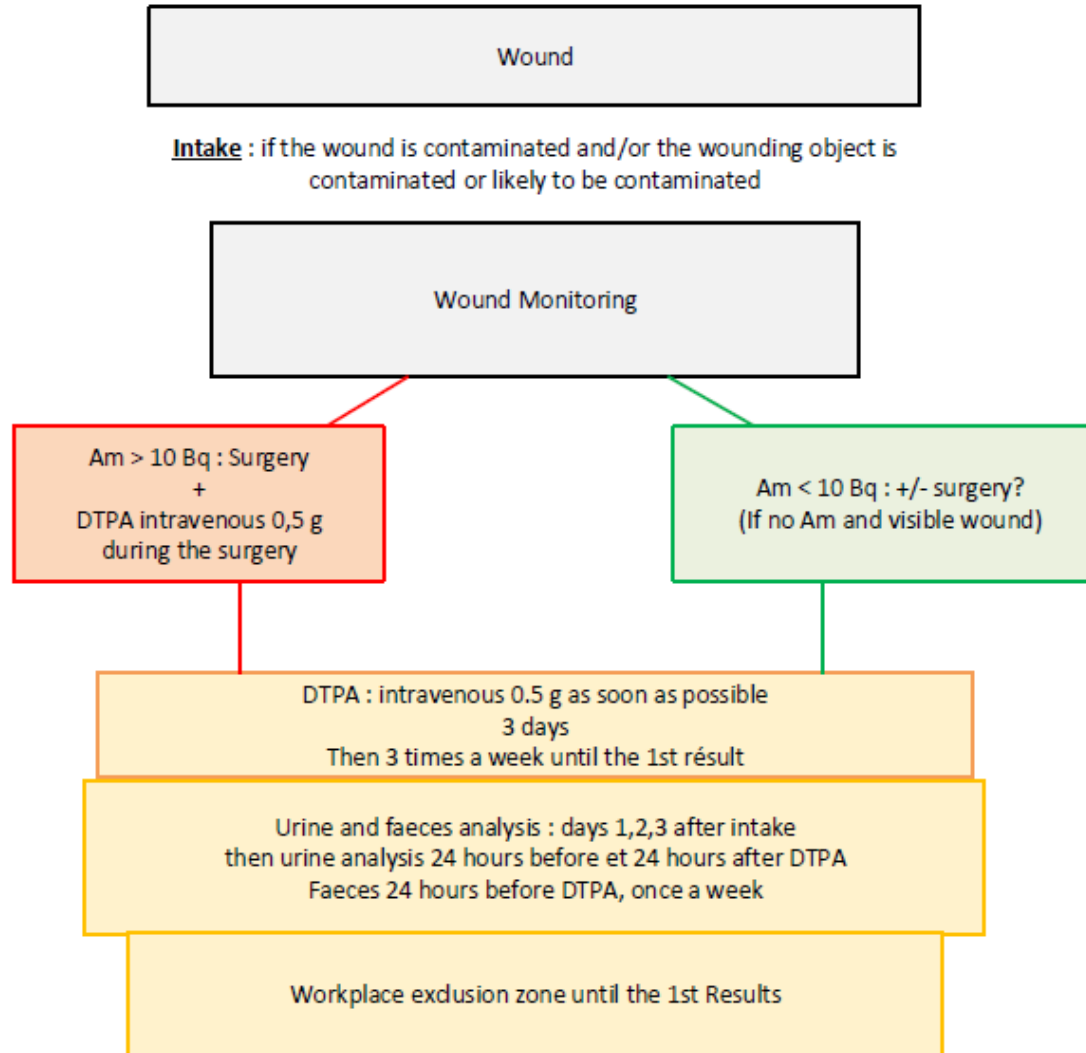 Wound
Intake : if the wound is contaminated and/or the wounding object is
contaminated or likely to be contaminated
Wound Monitoring
Am > 10 Bq : Surgery
+
DTPA intravenous 0,5 g
during the surgery
Am < 10 Bq : +/- surgery?
(If no Am and visible wound)
DTPA : intravenous 0.5 g as soon as possible
3 days
Then 3 times a week until the 1st résult
Urine and faeces analysis : days 1,2,3 after intake
then urine analysis 24 hours before et 24 hours after DTPA
Faeces 24 hours before DTPA, once a week
Workplace exclusion zone until the 1st Results